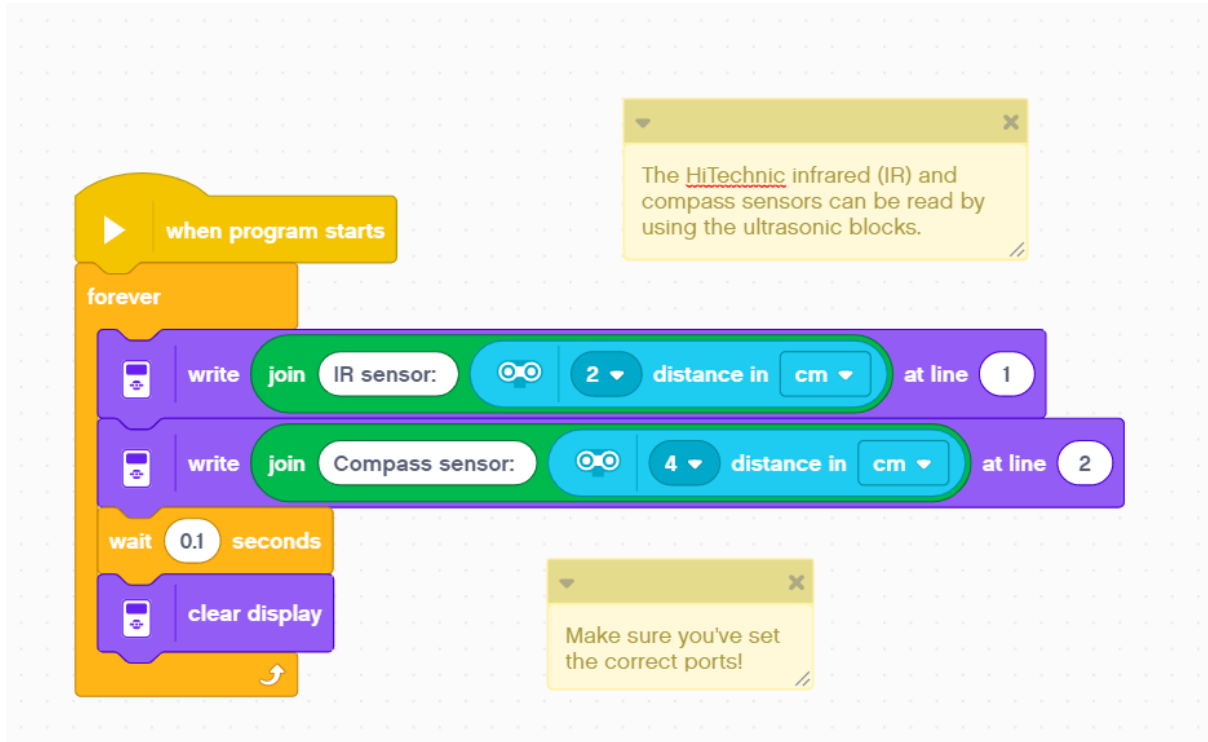 The HiTechnic infrared (IR) and
compass sensors can be read by
using the ultrasonic blocks.
when program starts
forever
write join IR sensor: 2 distance in cm at line 1
write join Compass sensor: 4 distance in cm at line 2
wait 0.1 seconds
clear display
Make sure you've set
the correct ports!